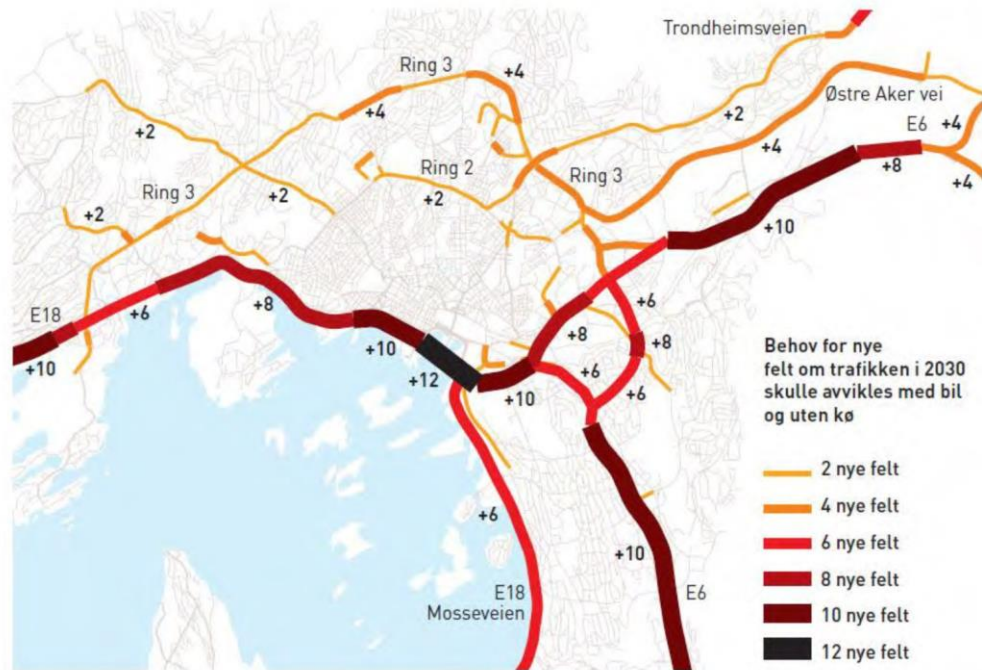 Trondheimsveien
Ring 3
+4
+4
+2
+2
Østre Aker vei
E6
+4
+4
+8
+4
Ring 2
Ring 3
Ring 3
+2
+2
+2
+10
E18
+6
+8
+6
+10
+10
+8
+8
+12
+6
+6
+10
+6
+10
E18
Mosseveien
E6
Behov for nye
felt om trafikken i 2030
skulle avvikles med bil
og uten kø
2 nye felt
4 nye felt
6 nye felt
8 nye felt
10 nye felt
12 nye felt